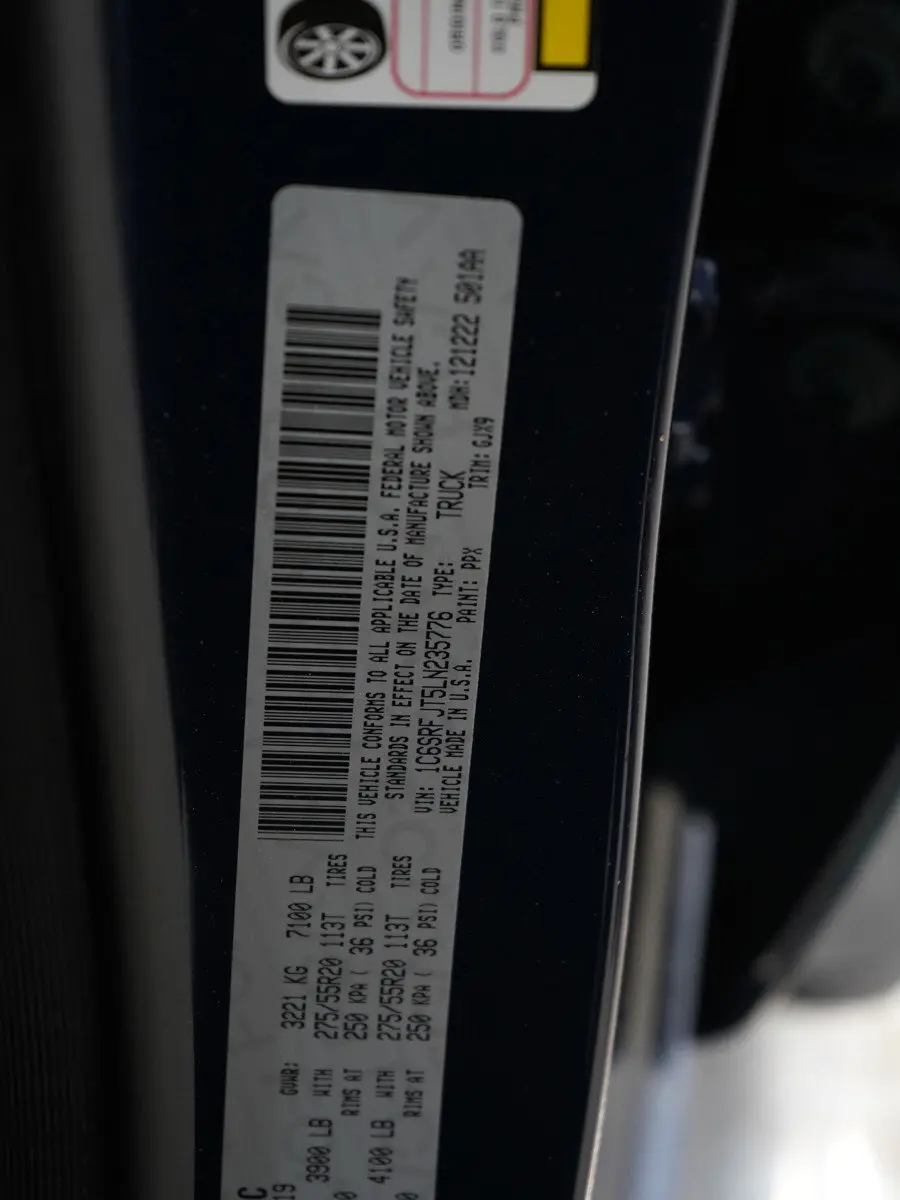 C
19
GVWR: 3221 KG 7100 LB
3900 LB WITH 275/55R20 113T TIRES
0 RIMS AT 250 KPA ( 36 PSI) COLD
4100 LB WITH 275/55R20 113T TIRES
0 RIMS AT 250 KPA ( 36 PSI) COLD
THIS VEHICLE CONFORMS TO ALL APPLICABLE U.S.A. FEDERAL MOTOR VEHICLE SAFETY
STANDARDS IN EFFECT ON THE DATE OF MANUFACTURE SHOWN ABOVE.
VIN: 1C6SRFJT5LN235776 TYPE: TRUCK MDH:121222 501AA
VEHICLE MADE IN U.S.A. PAINT: PPX TRIM: GJX9